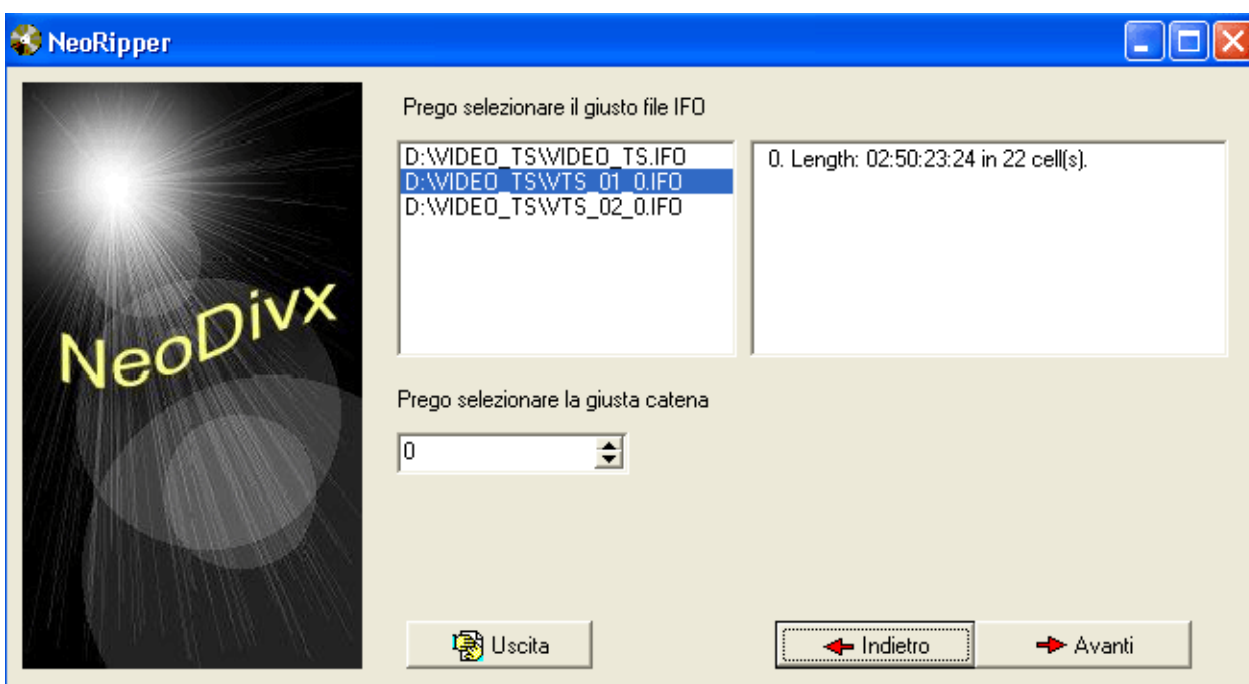 NeoRipper
NeoDivx
Prego selezionare il giusto file IFO
D:\VIDEO_TS\VIDEO_TS.IFO
D:\VIDEO_TS\VTS_01_0.IFO
D:\VIDEO_TS\VTS_02_0.IFO
0. Length: 02:50:23:24 in 22 cell(s).
Prego selezionare la giusta catena
0
Uscita
Indietro
Avanti